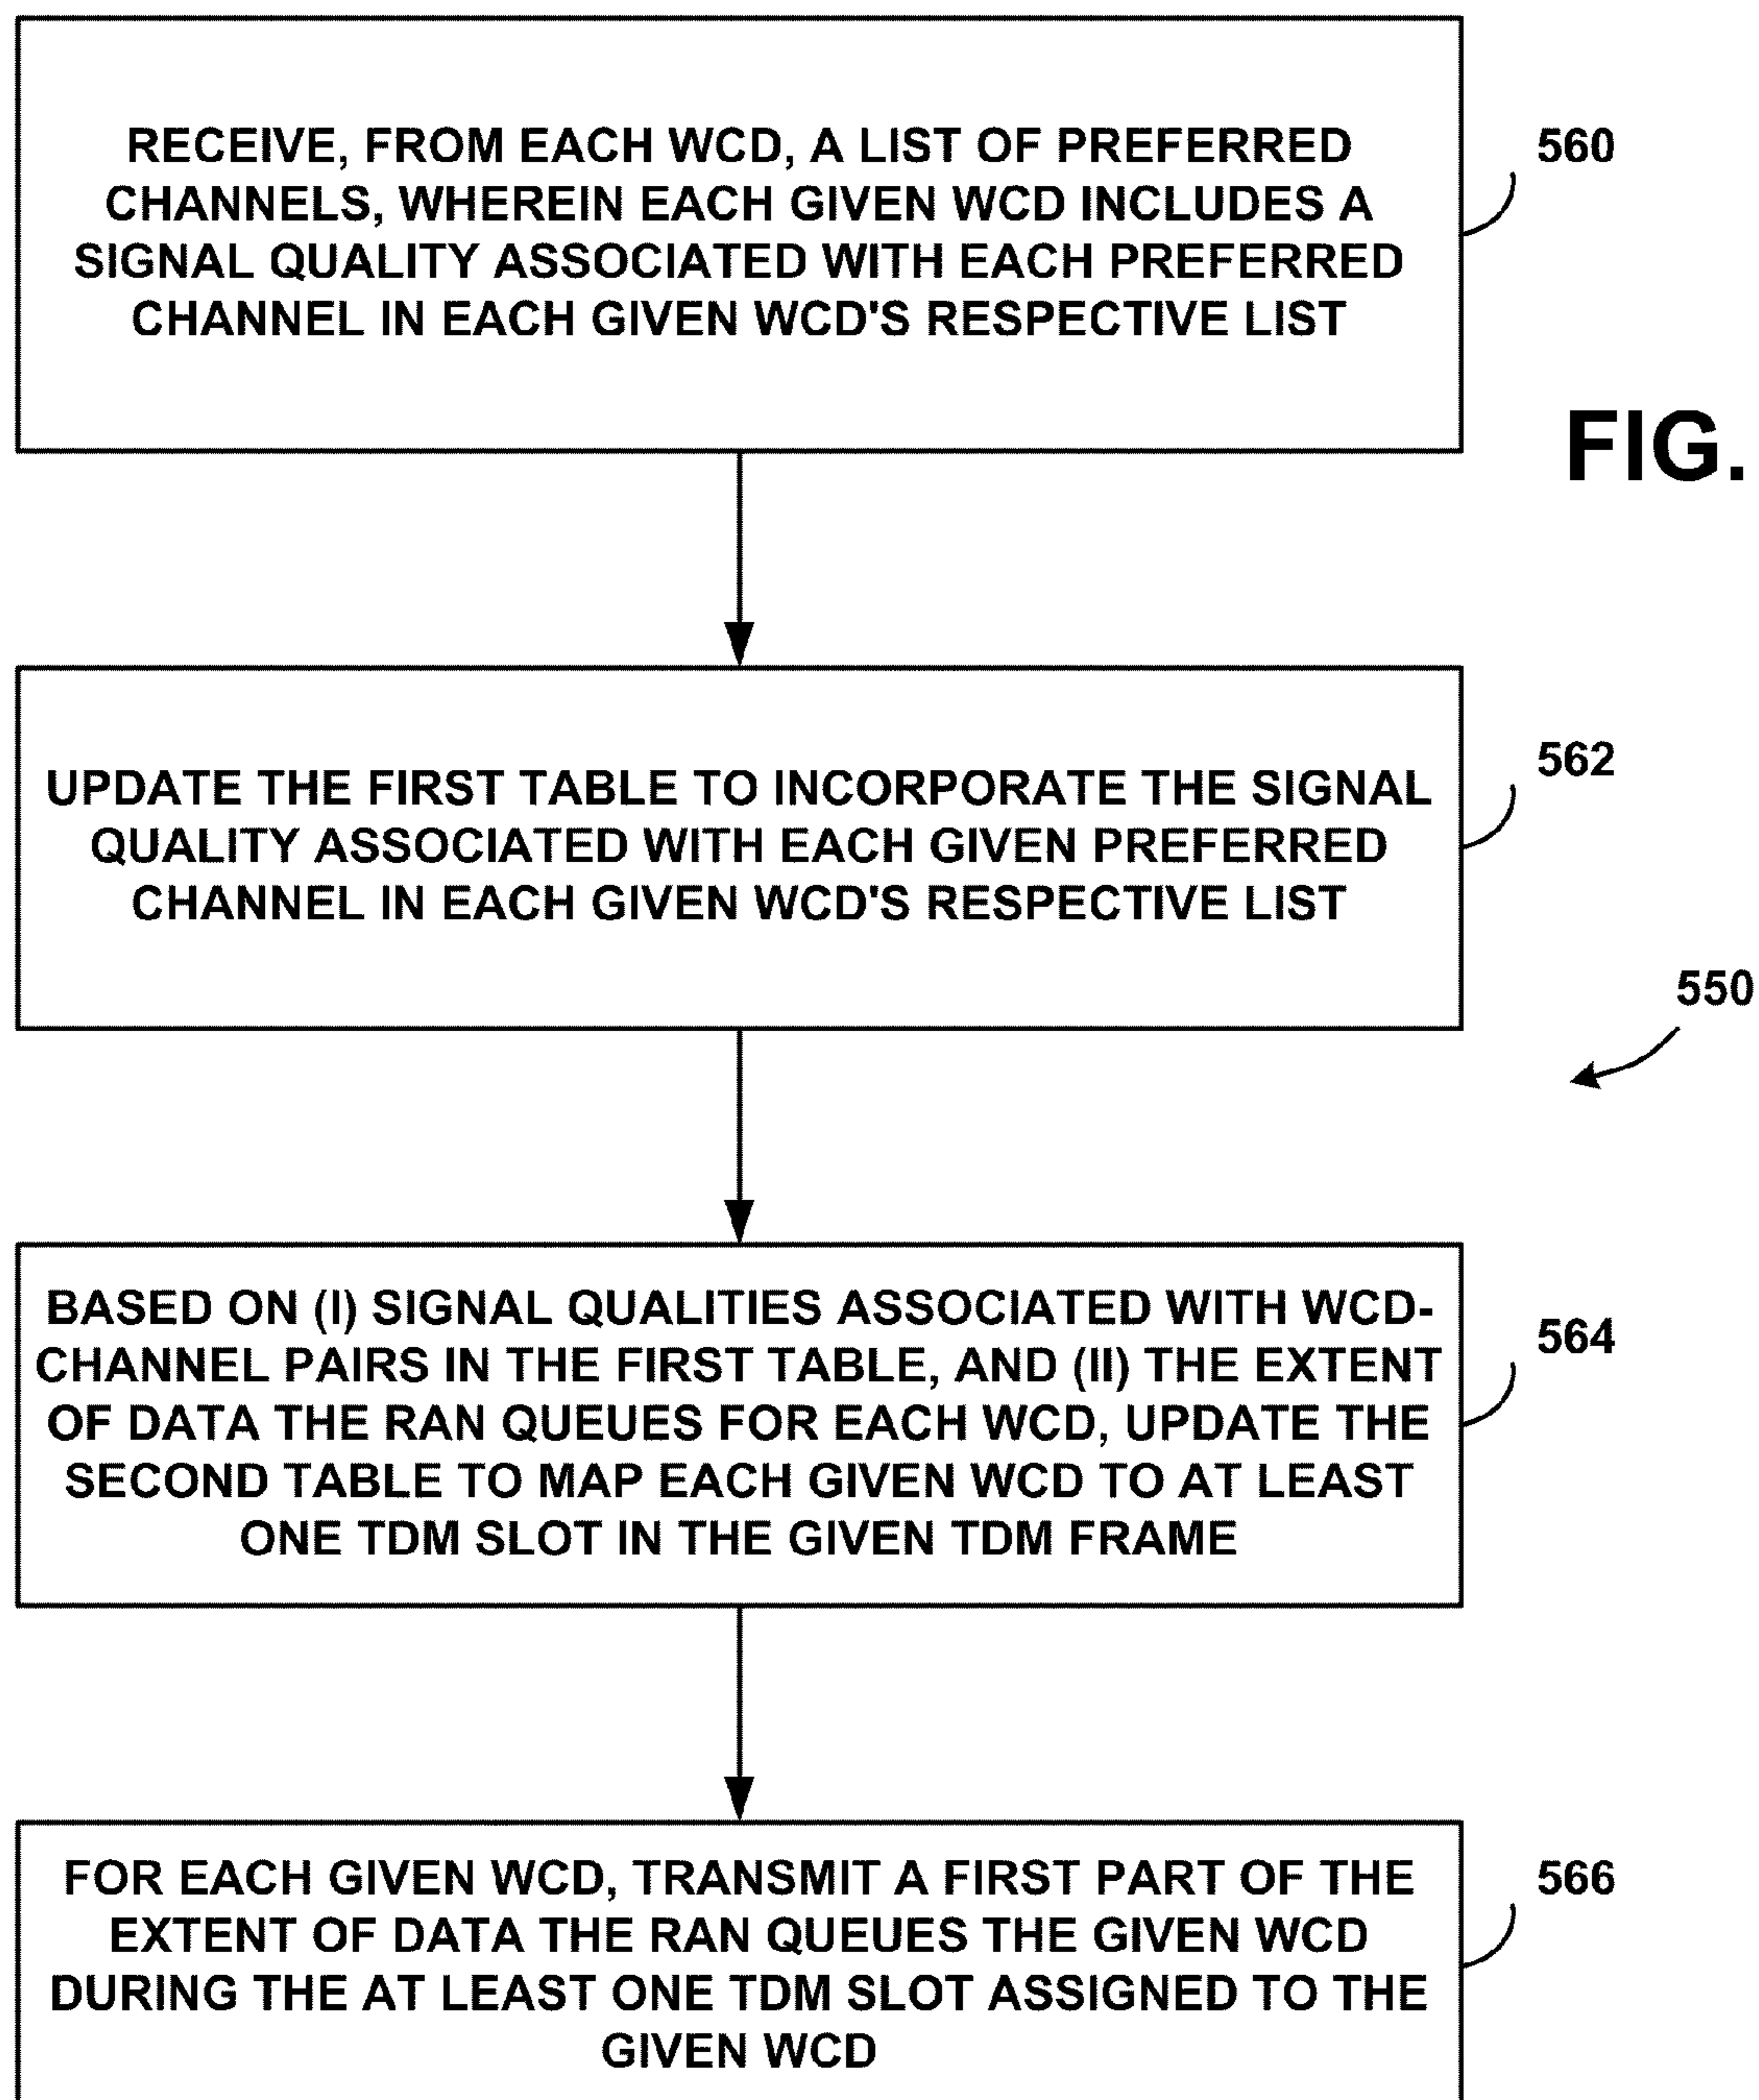 RECEIVE, FROM EACH WCD, A LIST OF PREFERRED
CHANNELS, WHEREIN EACH GIVEN WCD INCLUDES A
SIGNAL QUALITY ASSOCIATED WITH EACH PREFERRED
CHANNEL IN EACH GIVEN WCD'S RESPECTIVE LIST
560
FIG.
UPDATE THE FIRST TABLE TO INCORPORATE THE SIGNAL
QUALITY ASSOCIATED WITH EACH GIVEN PREFERRED
CHANNEL IN EACH GIVEN WCD'S RESPECTIVE LIST
562
550
BASED ON (I) SIGNAL QUALITIES ASSOCIATED WITH WCD-
CHANNEL PAIRS IN THE FIRST TABLE, AND (II) THE EXTENT
OF DATA THE RAN QUEUES FOR EACH WCD, UPDATE THE
SECOND TABLE TO MAP EACH GIVEN WCD TO AT LEAST
ONE TDM SLOT IN THE GIVEN TDM FRAME
564
FOR EACH GIVEN WCD, TRANSMIT A FIRST PART OF THE
EXTENT OF DATA THE RAN QUEUES THE GIVEN WCD
DURING THE AT LEAST ONE TDM SLOT ASSIGNED TO THE
GIVEN WCD
566